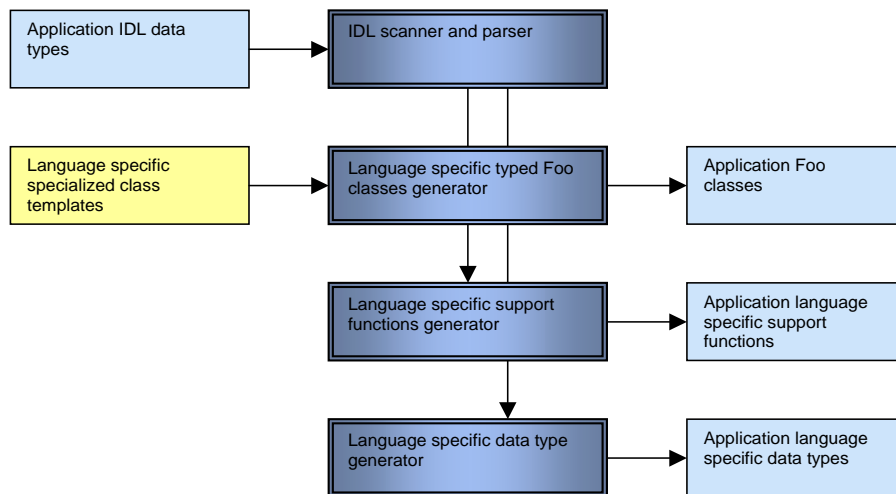 Application IDL data
types
IDL scanner and parser
Language specific
specialized class
templates
Language specific typed Foo
classes generator
Application Foo
classes
Language specific support
functions generator
Application language
specific support
functions
Language specific data type
generator
Application language
specific data types